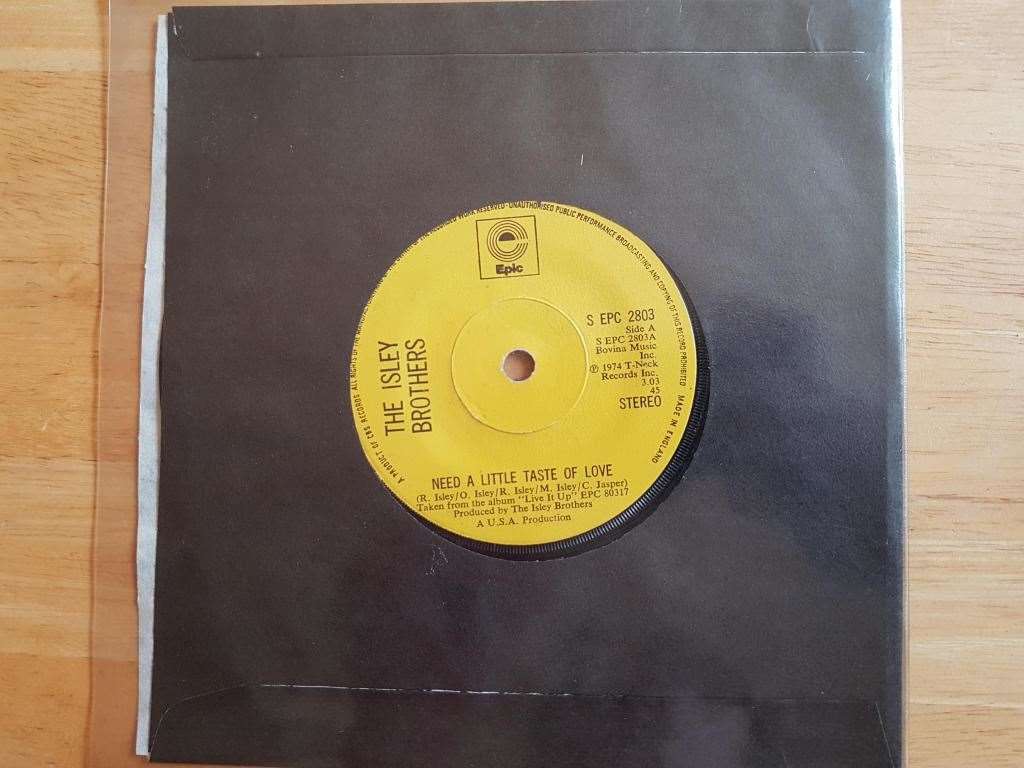 A PRODUCT OF CBS RECORDS ALL RIGHTS OF THE WORK RESERVED · UNAUTHORISED PUBLIC PERFORMANCE BROADCASTING AND COPYING OF THIS RECORD PROHIBITED MADE IN ENGLAND
Epic
THE ISLEY
BROTHERS
S EPC 2803
Side A
S EPC 2803A
Bovina Music
Inc.
℗ 1974 T-Neck
Records Inc.
3.03
45
STEREO
NEED A LITTLE TASTE OF LOVE
(R. Isley/O. Isley/R. Isley/M. Isley/C. Jasper)
Taken from the album "Live It Up" EPC 80317
Produced by The Isley Brothers
A U.S.A. Production